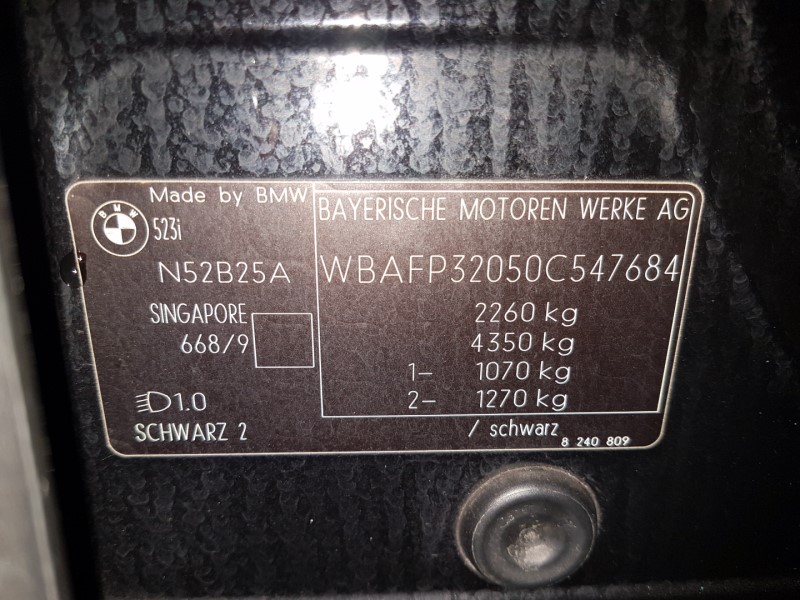 Made by BMW
BMW
523i
N52B25A
SINGAPORE
668/9
1.0
SCHWARZ 2
BAYERISCHE MOTOREN WERKE AG
WBAFP32050C547684
2260 kg
4350 kg
1- 1070 kg
2- 1270 kg
/ schwarz
8 240 809